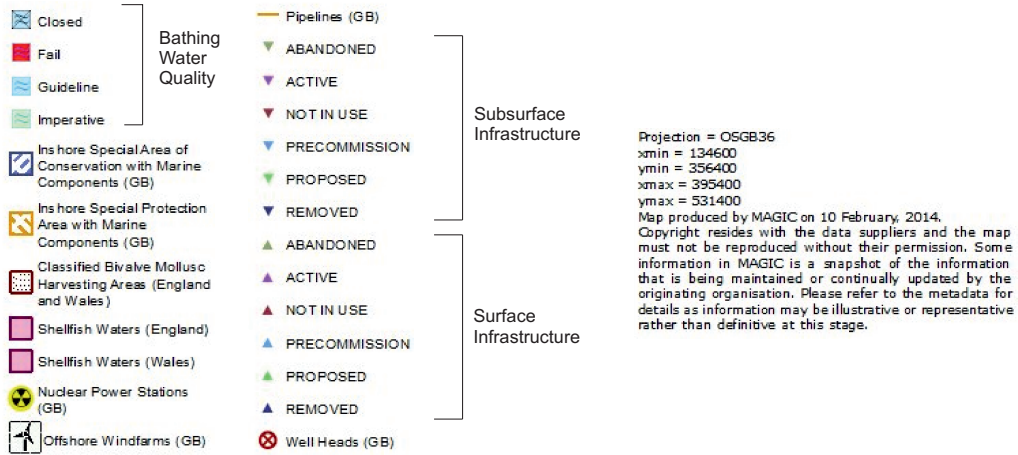 Closed
Fail
Guideline
Imperative
Bathing
Water
Quality
Inshore Special Area of
Conservation with Marine
Components (GB)
Inshore Special Protection
Area with Marine
Components (GB)
Classified Bivalve Mollusc
Harvesting Areas (England
and Wales)
Shellfish Waters (England)
Shellfish Waters (Wales)
Nuclear Power Stations
(GB)
Offshore Windfarms (GB)
Pipelines (GB)
ABANDONED
ACTIVE
NOT IN USE
PRECOMMISSION
PROPOSED
REMOVED
Subsurface
Infrastructure
ABANDONED
ACTIVE
NOT IN USE
PRECOMMISSION
PROPOSED
REMOVED
Surface
Infrastructure
Well Heads (GB)
Projection = OSGB36
xmin = 134600
ymin = 356400
xmax = 395400
ymax = 531400
Map produced by MAGIC on 10 February, 2014.
Copyright resides with the data suppliers and the map
must not be reproduced without their permission. Some
information in MAGIC is a snapshot of the information
that is being maintained or continually updated by the
originating organisation. Please refer to the metadata for
details as information may be illustrative or representative
rather than definitive at this stage.